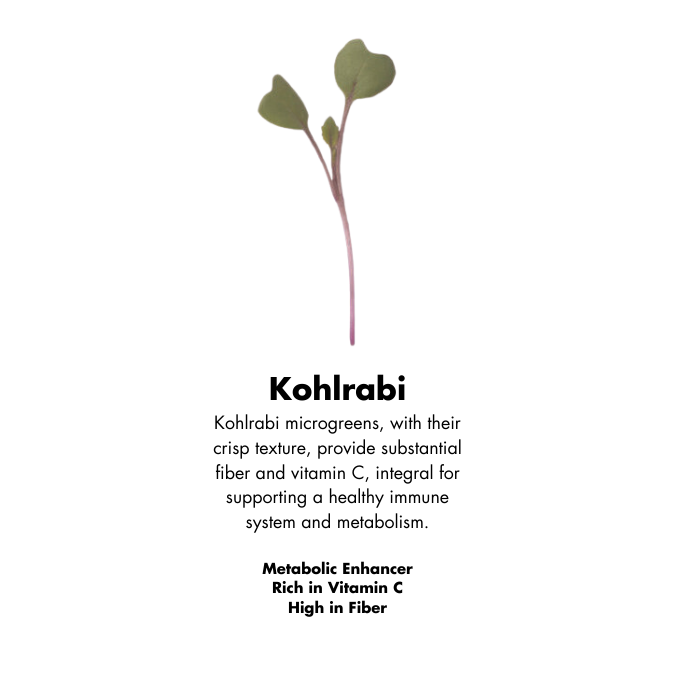 Kohlrabi
Kohlrabi microgreens, with their
crisp texture, provide substantial
fiber and vitamin C, integral for
supporting a healthy immune
system and metabolism.
Metabolic Enhancer
Rich in Vitamin C
High in Fiber